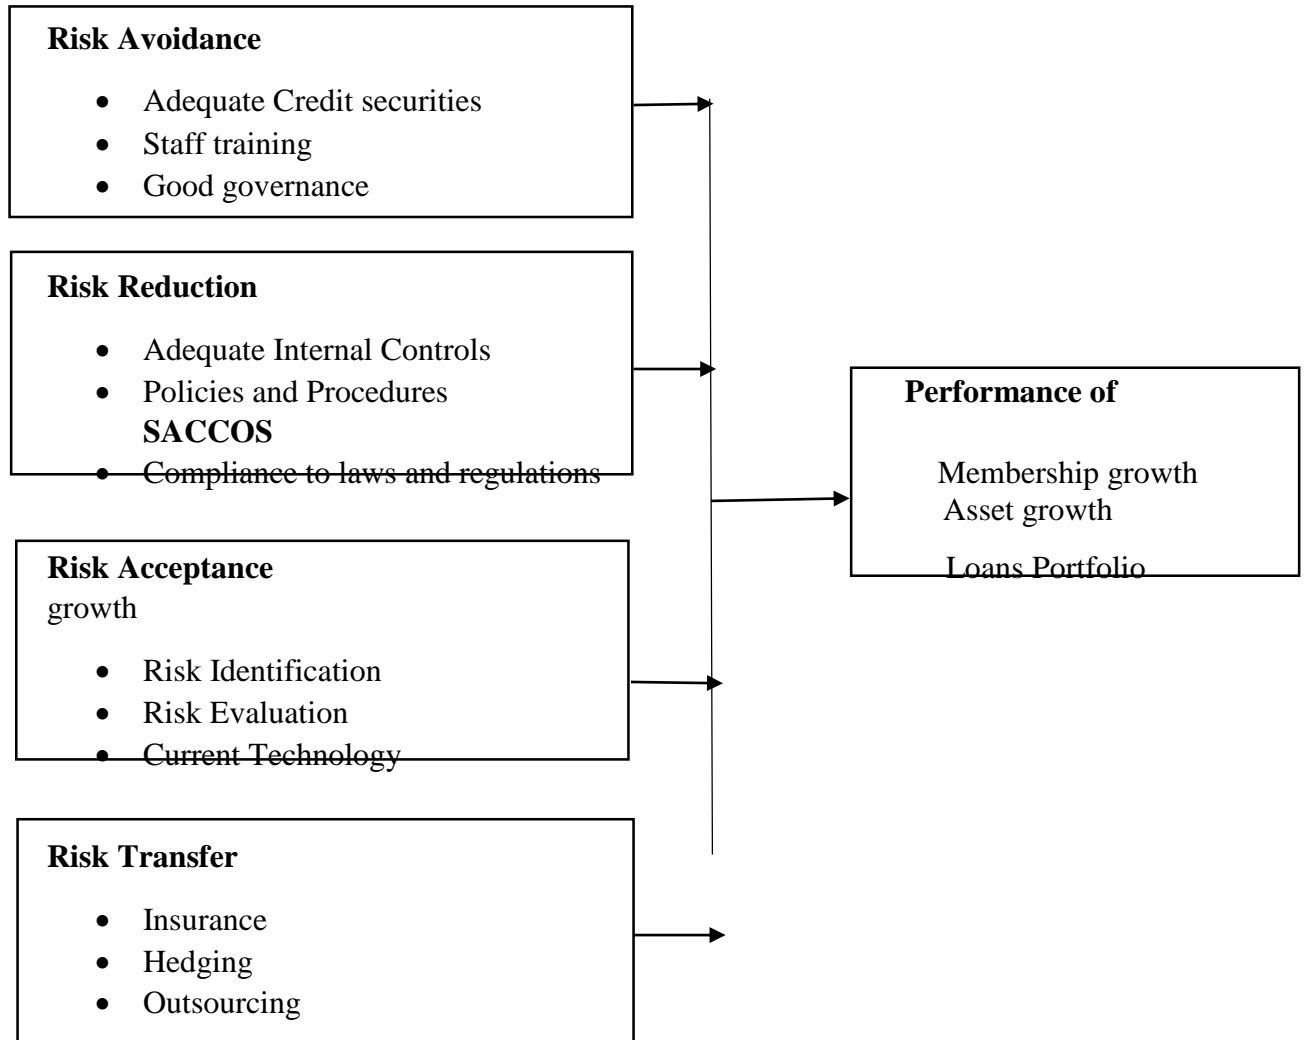 Risk Avoidance
• Adequate Credit securities
• Staff training
• Good governance
Risk Reduction
• Adequate Internal Controls
• Policies and Procedures
SACCOS
• Compliance to laws and regulations
Risk Acceptance
growth
• Risk Identification
• Risk Evaluation
• Current Technology
Risk Transfer
• Insurance
• Hedging
• Outsourcing
Performance of
Membership growth
Asset growth
Loans Portfolio